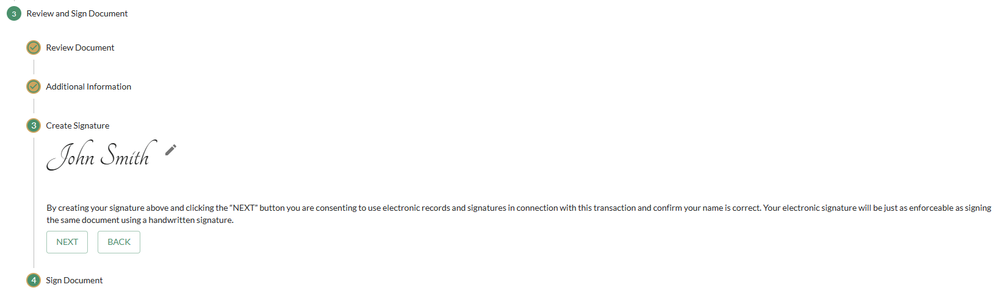 3 Review and Sign Document
Review Document
Additional Information
3 Create Signature
John Smith
By creating your signature above and clicking the “NEXT” button you are consenting to use electronic records and signatures in connection with this transaction and confirm your name is correct. Your electronic signature will be just as enforceable as signing
the same document using a handwritten signature.
NEXT BACK
4 Sign Document